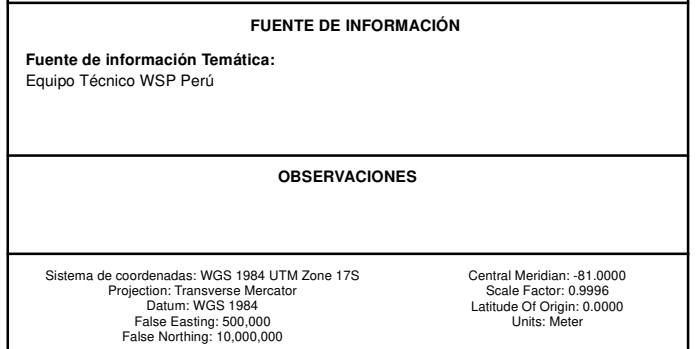 FUENTE DE INFORMACIÓN
Fuente de información Temática:
Equipo Técnico WSP Perú
OBSERVACIONES
Sistema de coordenadas: WGS 1984 UTM Zone 17S
Projection: Transverse Mercator
Datum: WGS 1984
False Easting: 500,000
False Northing: 10,000,000
Central Meridian: -81.0000
Scale Factor: 0.9996
Latitude Of Origin: 0.0000
Units: Meter